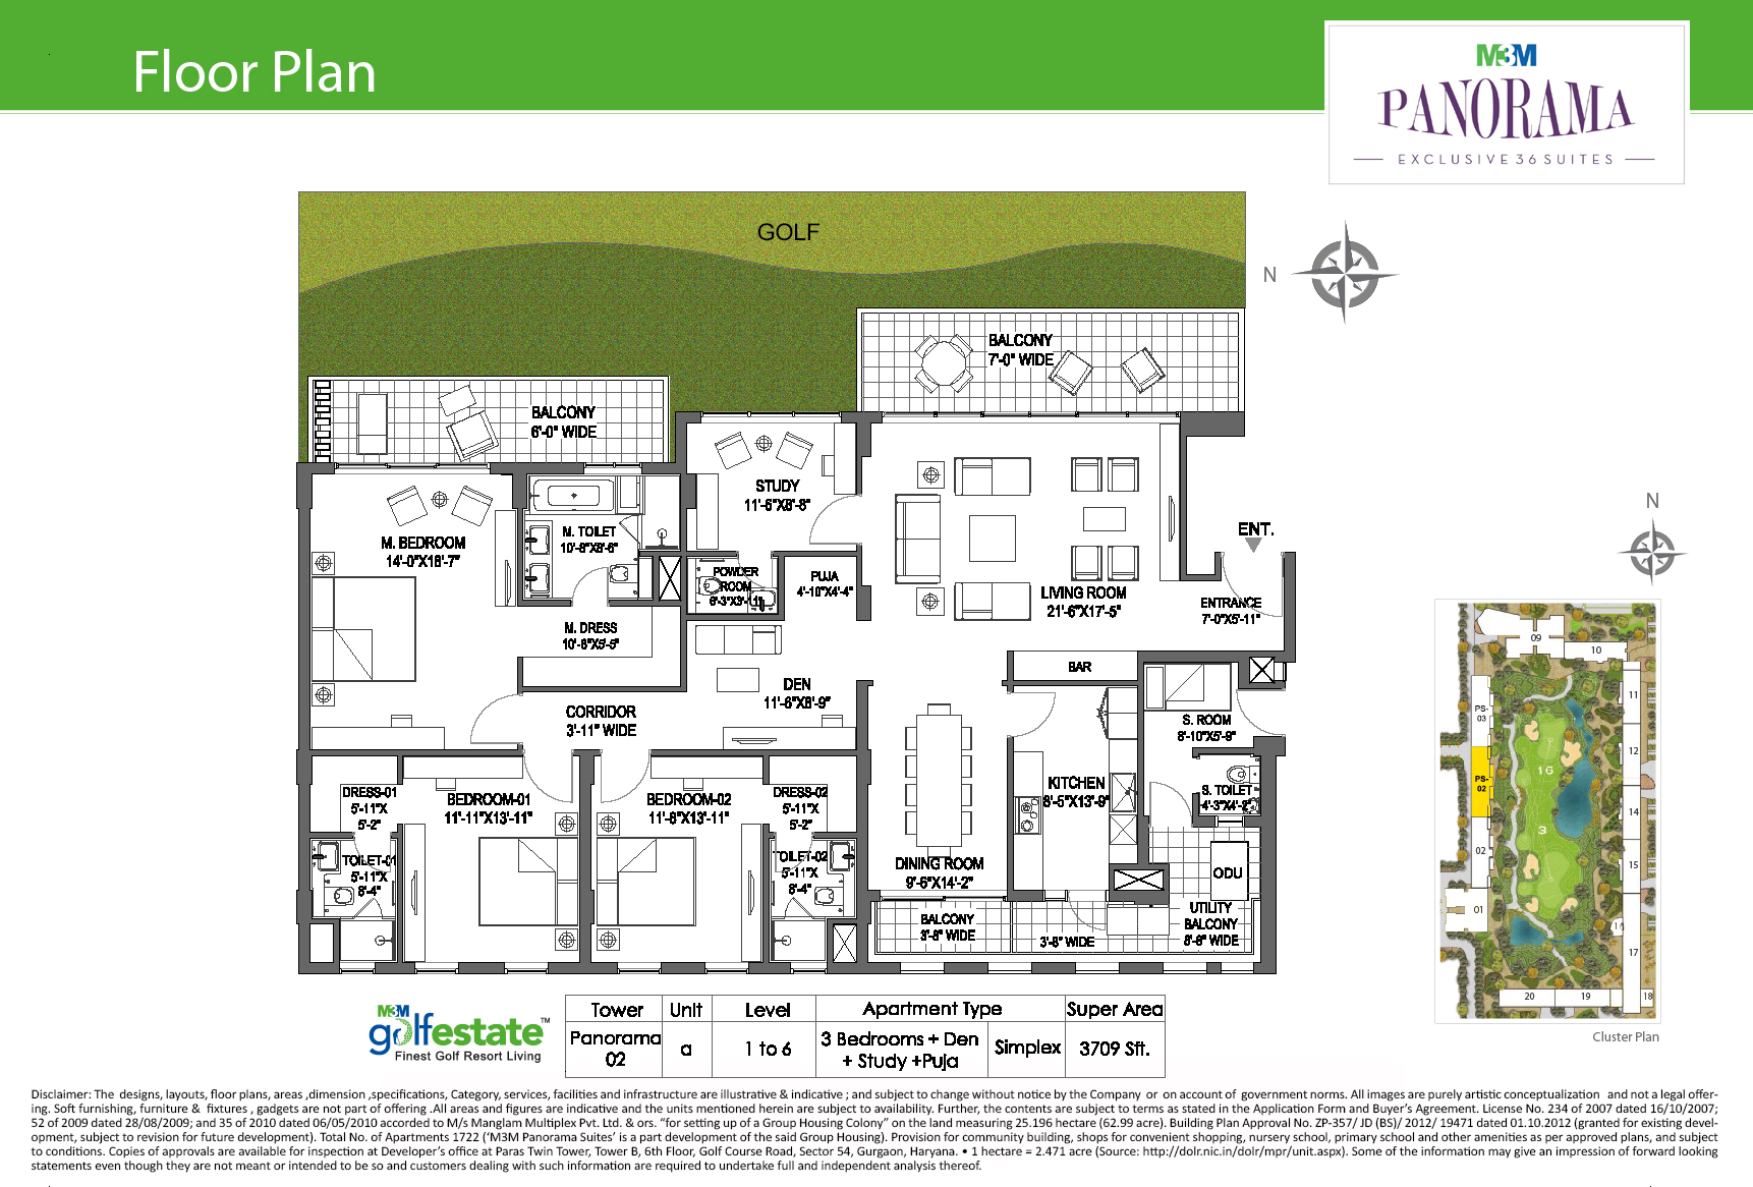 Floor Plan
M3M
PANORAMA
EXCLUSIVE 36 SUITES
GOLF
N
BALCONY
7'-0" WIDE
BALCONY
6'-0" WIDE
STUDY
11'-6"X8'-8"
M. BEDROOM
14'-0"X18'-7"
M. TOILET
10'-8"X8'-6"
N
ENT.
POWDER
ROOM
6'-3"X3'-11"
PUJA
4'-10"X4'-4"
LIVING ROOM
21'-6"X17'-5"
ENTRANCE
7'-0"X5'-11"
M. DRESS
10'-8"X5'-5"
BAR
DEN
11'-6"X8'-9"
CORRIDOR
3'-11" WIDE
S. ROOM
8'-10"X5'-9"
KITCHEN
8'-5"X13'-9"
S. TOILET
4'-3"X4'-2"
DRESS-01
5'-11"X
5'-2"
BEDROOM-01
11'-11"X13'-11"
BEDROOM-02
11'-8"X13'-11"
DRESS-02
5'-11"X
5'-2"
TOILET-01
5'-11"X
8'-4"
TOILET-02
5'-11"X
8'-4"
DINING ROOM
9'-6"X14'-2"
ODU
BALCONY
3'-8" WIDE
3'-6" WIDE
UTILITY
BALCONY
8'-6" WIDE
09
10
11
PS-
03
12
16
PS-
02
14
3
02
15
01
17
20
19
18
Cluster Plan
M3M
golfestate™
Finest Golf Resort Living
Tower Unit Level Apartment Type Super Area
Panorama
02
a
1 to 6
3 Bedrooms + Den
+ Study +Puja
Simplex
3709 Sft.
Disclaimer: The designs, layouts, floor plans, areas ,dimension ,specifications, Category, services, facilities and infrastructure are illustrative & indicative ; and subject to change without notice by the Company or on account of government norms. All images are purely artistic conceptualization and not a legal offer-
ing. Soft furnishing, furniture & fixtures , gadgets are not part of offering .All areas and figures are indicative and the units mentioned herein are subject to availability. Further, the contents are subject to terms as stated in the Application Form and Buyer's Agreement. License No. 234 of 2007 dated 16/10/2007;
52 of 2009 dated 28/08/2009; and 35 of 2010 dated 06/05/2010 accorded to M/s Manglam Multiplex Pvt. Ltd. & ors. "for setting up of a Group Housing Colony" on the land measuring 25.196 hectare (62.99 acre). Building Plan Approval No. ZP-357/ JD (BS)/ 2012/ 19471 dated 01.10.2012 (granted for existing devel-
opment, subject to revision for future development). Total No. of Apartments 1722 ('M3M Panorama Suites' is a part development of the said Group Housing). Provision for community building, shops for convenient shopping, nursery school, primary school and other amenities as per approved plans, and subject
to conditions. Copies of approvals are available for inspection at Developer's office at Paras Twin Tower, Tower B, 6th Floor, Golf Course Road, Sector 54, Gurgaon, Haryana. • 1 hectare = 2.471 acre (Source: http://dolr.nic.in/dolr/mpr/unit.aspx). Some of the information may give an impression of forward looking
statements even though they are not meant or intended to be so and customers dealing with such information are required to undertake full and independent analysis thereof.